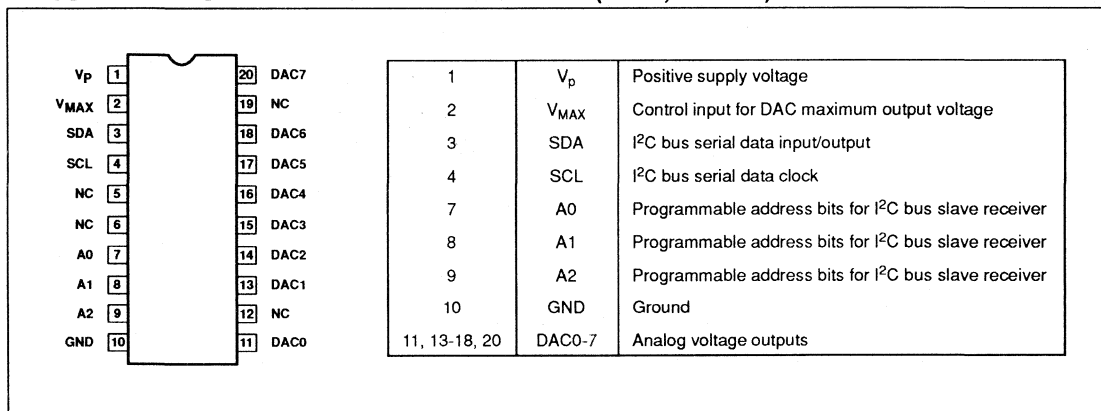 VP 1 20 DAC7
VMAX 2 19 NC
SDA 3 18 DAC6
SCL 4 17 DAC5
NC 5 16 DAC4
NC 6 15 DAC3
A0 7 14 DAC2
A1 8 13 DAC1
A2 9 12 NC
GND 10 11 DAC0
1 Vp Positive supply voltage
2 VMAX Control input for DAC maximum output voltage
3 SDA I²C bus serial data input/output
4 SCL I²C bus serial data clock
7 A0 Programmable address bits for I²C bus slave receiver
8 A1 Programmable address bits for I²C bus slave receiver
9 A2 Programmable address bits for I²C bus slave receiver
10 GND Ground
11, 13-18, 20 DAC0-7 Analog voltage outputs